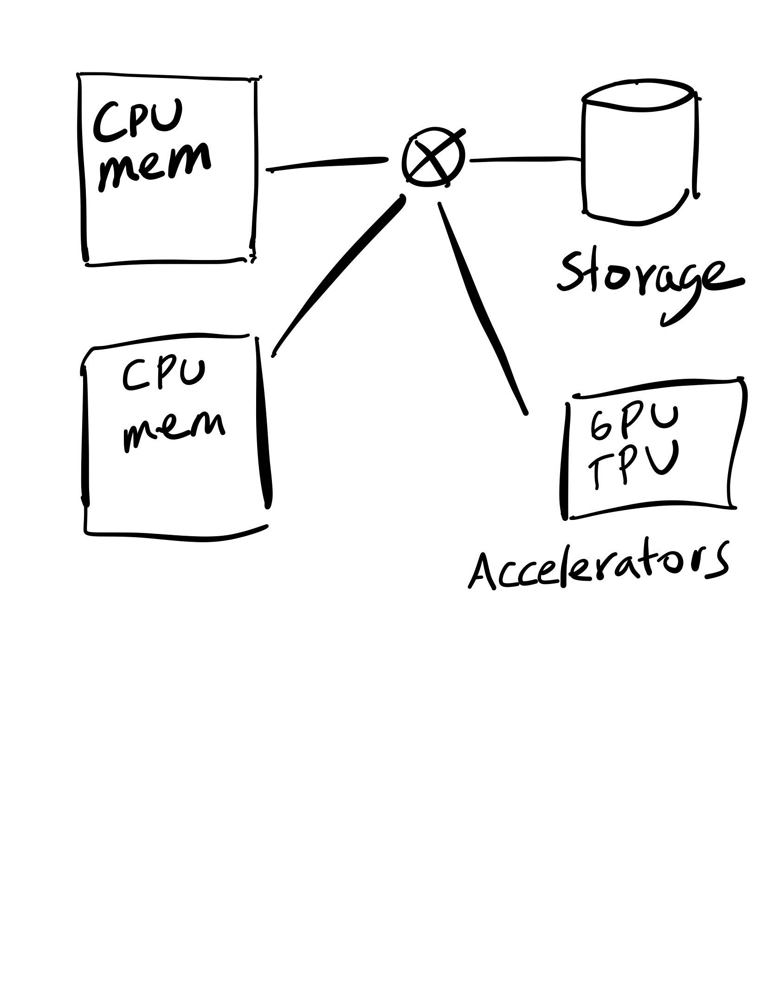 CPU
mem
Storage
CPU
mem
GPU
TPU
Accelerators